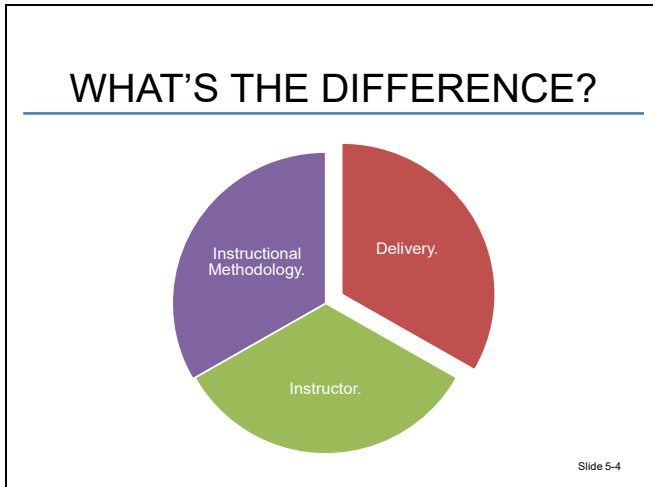 WHAT’S THE DIFFERENCE?
Instructional
Methodology.
Delivery.
Instructor.
Slide 5-4